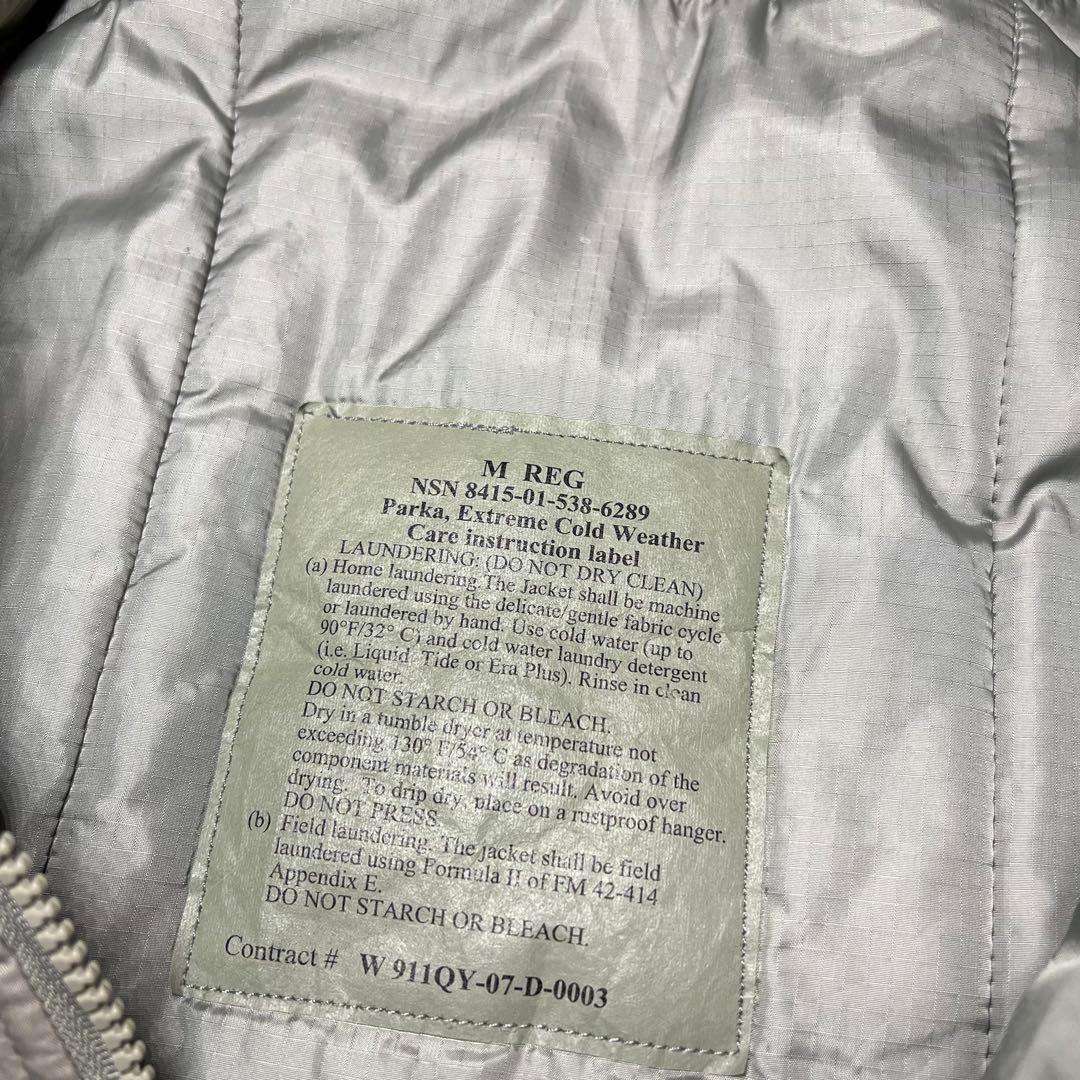 M REG
NSN 8415-01-538-6289
Parka, Extreme Cold Weather
Care instruction label
LAUNDERING: (DO NOT DRY CLEAN)
(a) Home laundering. The Jacket shall be machine
laundered using the delicate/gentle fabric cycle
or laundered by hand. Use cold water (up to
90°F/32° C) and cold water laundry detergent
(i.e. Liquid Tide or Era Plus). Rinse in clean
cold water.
DO NOT STARCH OR BLEACH.
Dry in a tumble dryer at temperature not
exceeding 130° F/54° C as degradation of the
component materials will result. Avoid over
drying. To drip dry, place on a rustproof hanger.
DO NOT PRESS.
(b) Field laundering. The jacket shall be field
laundered using Formula II of FM 42-414
Appendix E.
DO NOT STARCH OR BLEACH.
Contract # W 911QY-07-D-0003